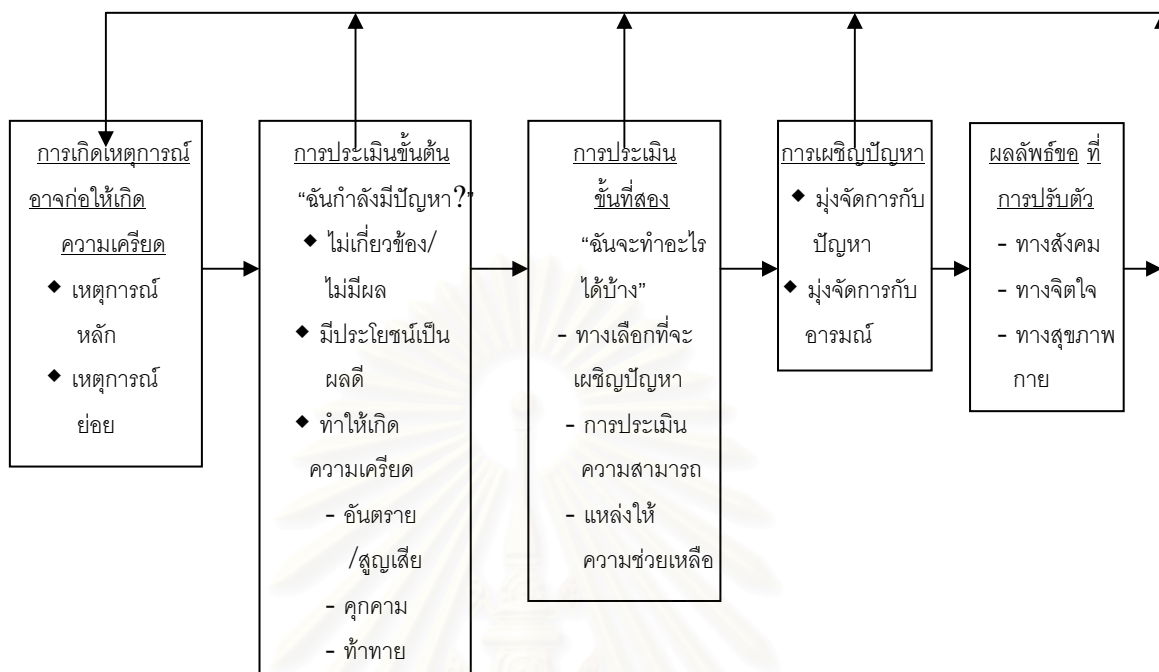 การเกิดเหตุการณ์
อาจก่อให้เกิด
ความเครียด
◆ เหตุการณ์
หลัก
◆ เหตุการณ์
ย่อย
การประเมินขั้นต้น
“ฉันกำลังมีปัญหา?”
◆ ไม่เกี่ยวข้อง/
ไม่มีผล
◆ มีประโยชน์เป็น
ผลดี
◆ ทำให้เกิด
ความเครียด
- อันตราย
/สูญเสีย
- คุกคาม
- ท้าทาย
การประเมิน
ขั้นที่สอง
“ฉันจะทำอะไร
ได้บ้าง”
- ทางเลือกที่จะ
เผชิญปัญหา
- การประเมิน
ความสามารถ
- แหล่งให้
ความช่วยเหลือ
การเผชิญปัญหา
◆ มุ่งจัดการกับ
ปัญหา
◆ มุ่งจัดการกับ
อารมณ์
ผลลัพธ์ขอ ที่
การปรับตัว
- ทางสังคม
- ทางจิตใจ
- ทางสุขภาพ
กาย